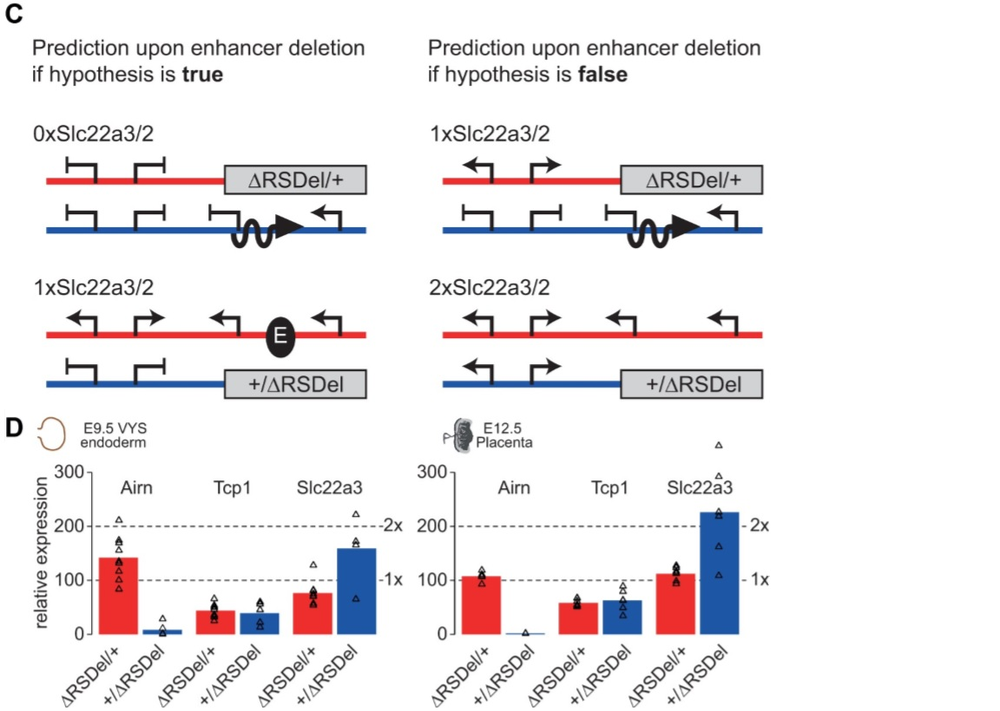 C
Prediction upon enhancer deletion
if hypothesis is true
Prediction upon enhancer deletion
if hypothesis is false
0xSlc22a3/2
1xSlc22a3/2
ΔRSDel/+
ΔRSDel/+
1xSlc22a3/2
2xSlc22a3/2
E
+/ΔRSDel
+/ΔRSDel
D
E9.5 VYS
endoderm
E12.5
Placenta
relative expression
300
200
100
0
Airn
Tcp1
Slc22a3
2x
1x
ΔRSDel/+
+/ΔRSDel
ΔRSDel/+
+/ΔRSDel
ΔRSDel/+
+/ΔRSDel
300
200
100
0
Airn
Tcp1
Slc22a3
2x
1x
ΔRSDel/+
+/ΔRSDel
ΔRSDel/+
+/ΔRSDel
ΔRSDel/+
+/ΔRSDel